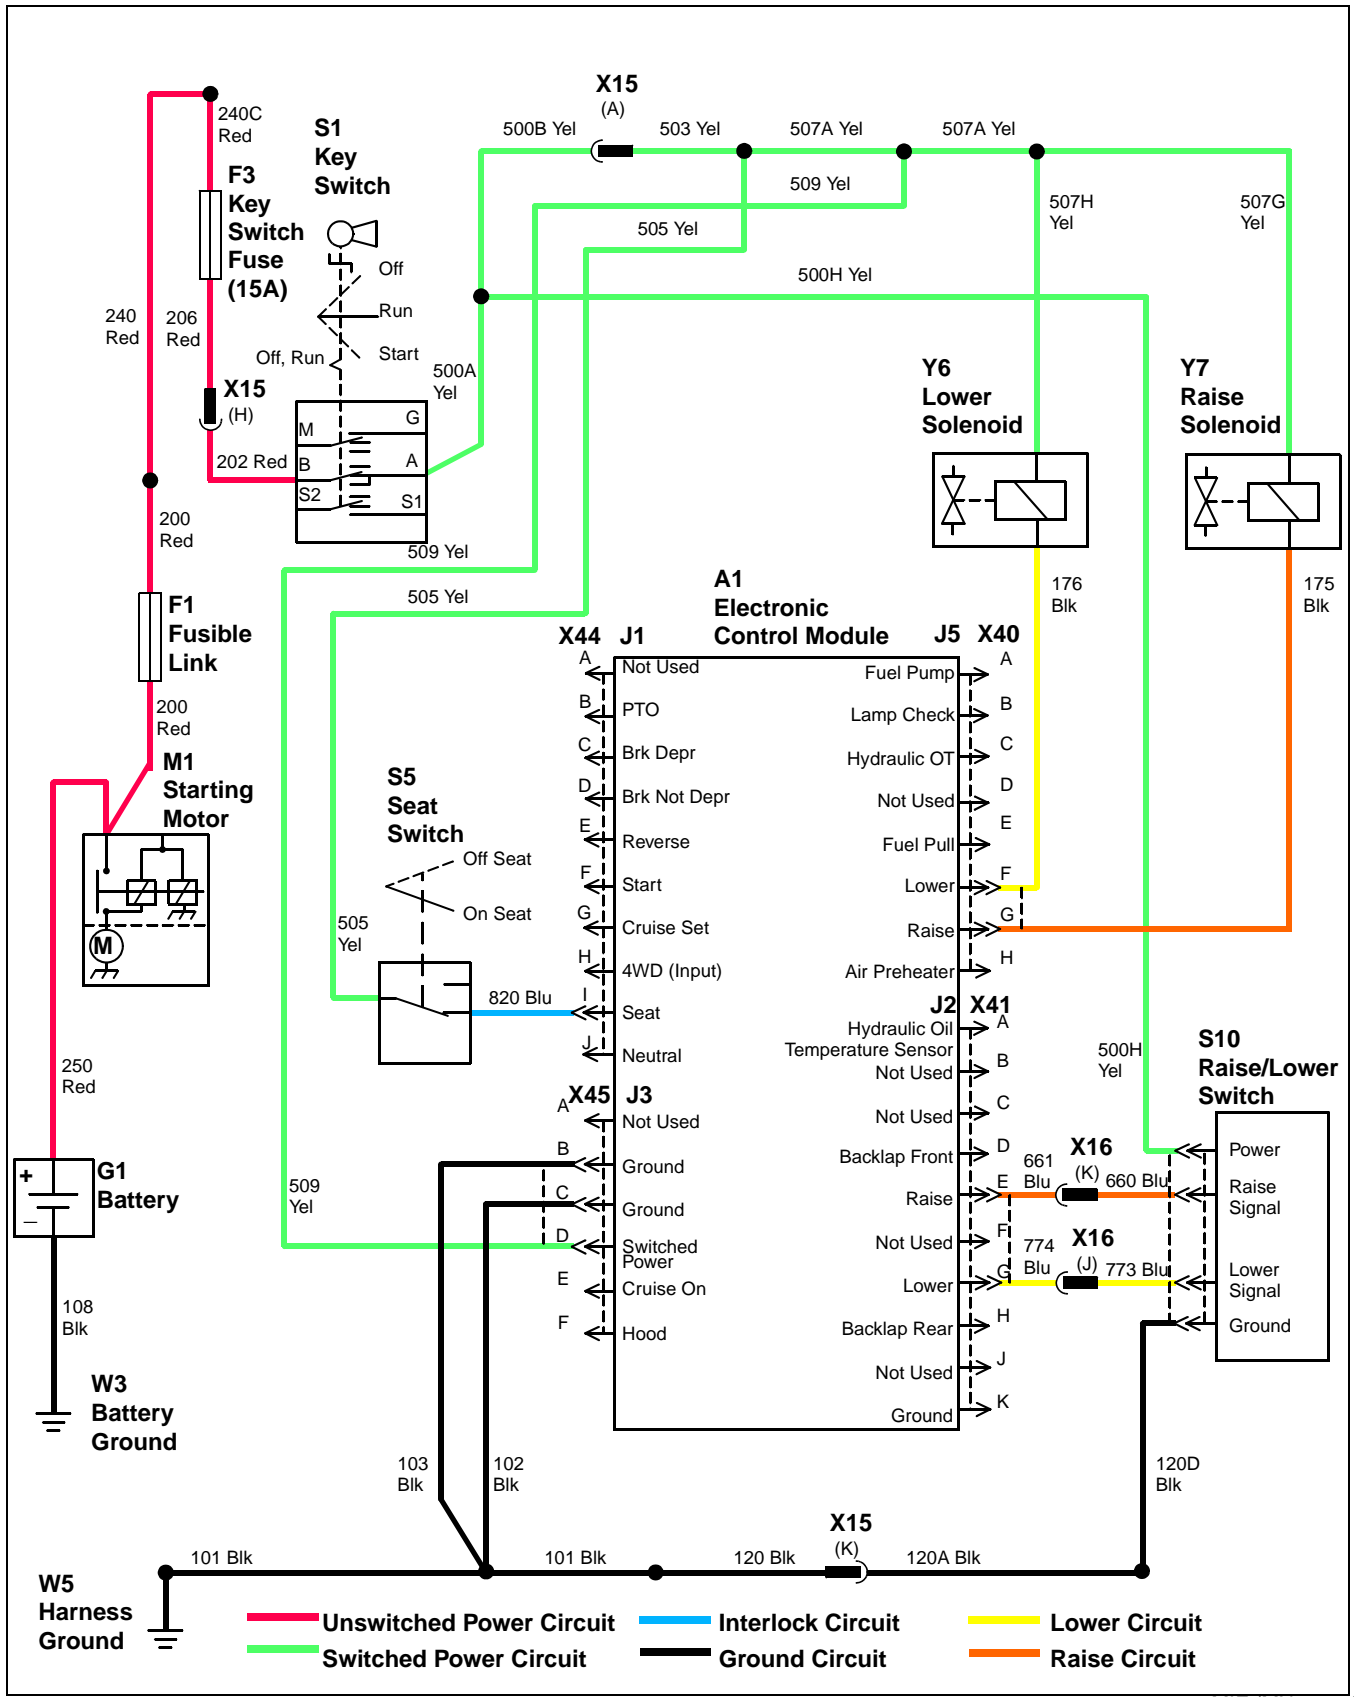 X15
(A)
500B Yel
503 Yel
507A Yel
507A Yel
240C
Red
S1
Key
Switch
F3
Key
Switch
Fuse
(15A)
509 Yel
505 Yel
507H
Yel
507G
Yel
500H Yel
Off
Run
Start
Off, Run
240
Red
206
Red
X15
(H)
500A
Yel
202 Red
M
B
S2
G
A
S1
Y6
Lower
Solenoid
Y7
Raise
Solenoid
200
Red
509 Yel
505 Yel
F1
Fusible
Link
200
Red
176
Blk
175
Blk
A1
Electronic
Control Module
X44
J1
J5
X40
A
Not Used
B
PTO
C
Brk Depr
D
Brk Not Depr
E
Reverse
F
Start
G
Cruise Set
H
4WD (Input)
I
Seat
J
Neutral
Fuel Pump
A
Lamp Check
B
Hydraulic OT
C
Not Used
D
Fuel Pull
E
Lower
F
Raise
G
Air Preheater
H
M1
Starting
Motor
M
S5
Seat
Switch
Off Seat
On Seat
505
Yel
820 Blu
X45
J3
A
Not Used
B
Ground
C
Ground
D
Switched
Power
E
Cruise On
F
Hood
J2
X41
Hydraulic Oil
Temperature Sensor
A
Not Used
B
Not Used
C
Backlap Front
D
Raise
E
Not Used
F
Lower
G
Backlap Rear
H
Not Used
J
Ground
K
250
Red
+
–
G1
Battery
509
Yel
500H
Yel
S10
Raise/Lower
Switch
Power
Raise
Signal
Lower
Signal
Ground
661
Blu
X16
(K)
660 Blu
774
Blu
X16
(J)
773 Blu
108
Blk
W3
Battery
Ground
103
Blk
102
Blk
120D
Blk
X15
(K)
101 Blk
101 Blk
120 Blk
120A Blk
W5
Harness
Ground
Unswitched Power Circuit
Interlock Circuit
Lower Circuit
Switched Power Circuit
Ground Circuit
Raise Circuit